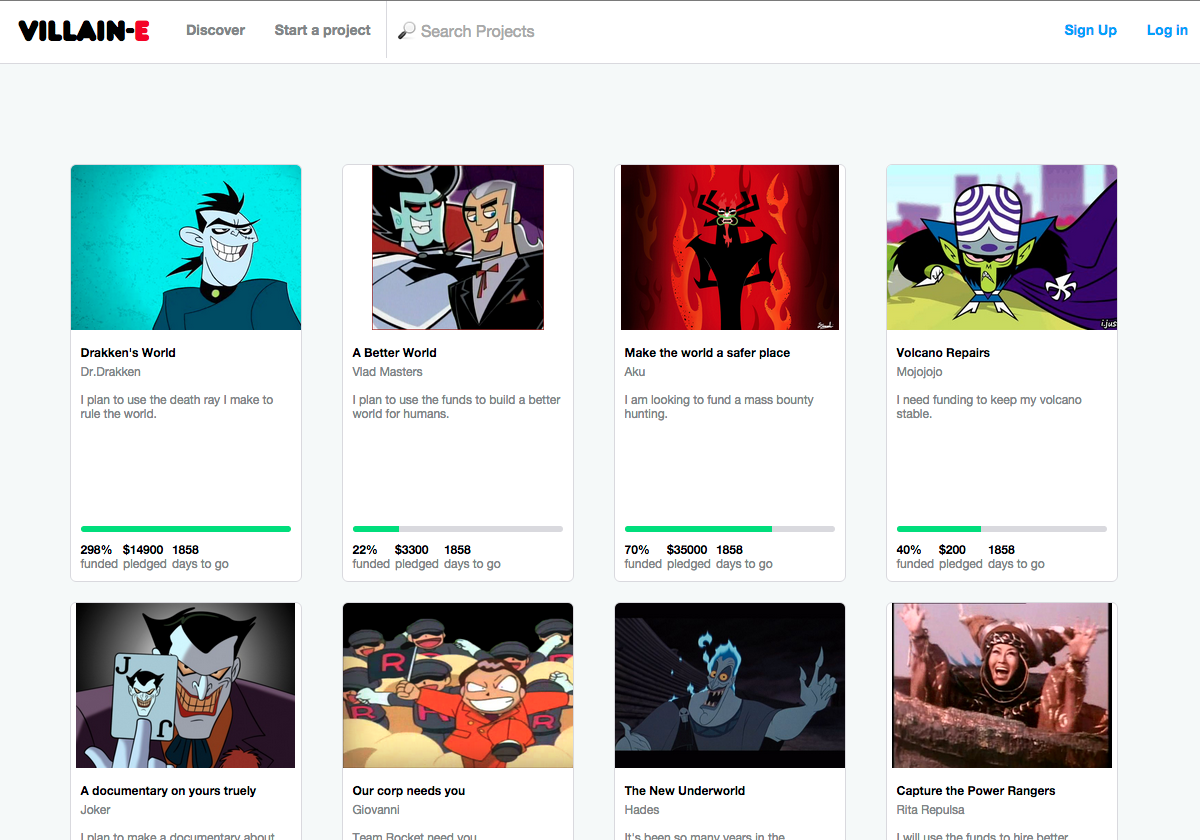 VILLAIN-E Discover Start a project Search Projects Sign Up Log in
Drakken's World
Dr.Drakken
I plan to use the death ray I make to
rule the world.
298% $14900 1858
funded pledged days to go
A Better World
Vlad Masters
I plan to use the funds to build a better
world for humans.
22% $3300 1858
funded pledged days to go
Make the world a safer place
Aku
I am looking to fund a mass bounty
hunting.
70% $35000 1858
funded pledged days to go
M
i.jus
Volcano Repairs
Mojojojo
I need funding to keep my volcano
stable.
40% $200 1858
funded pledged days to go
J
J
A documentary on yours truely
Joker
I plan to make a documentary about
R
R
R
R
Our corp needs you
Giovanni
Team Rocket need you
The New Underworld
Hades
It's been so many years in the
Capture the Power Rangers
Rita Repulsa
I will use the funds to hire better